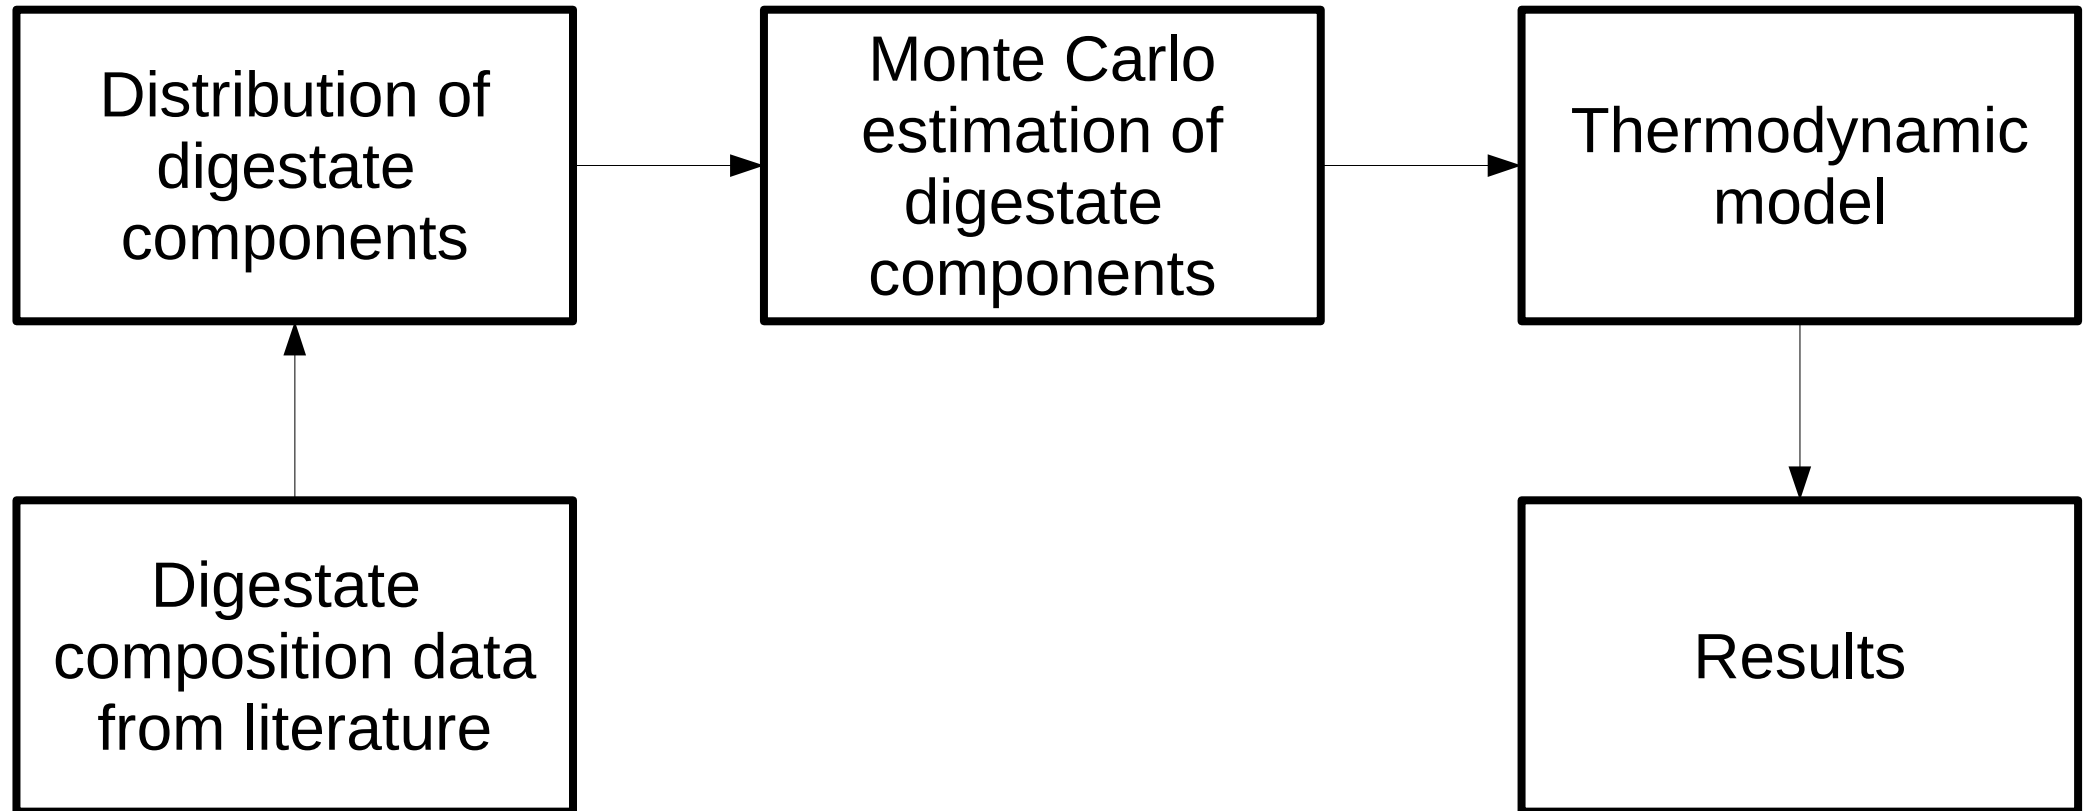 Distribution of
digestate
components
Monte Carlo
estimation of
digestate
components
Thermodynamic
model
Digestate
composition data
from literature
Results